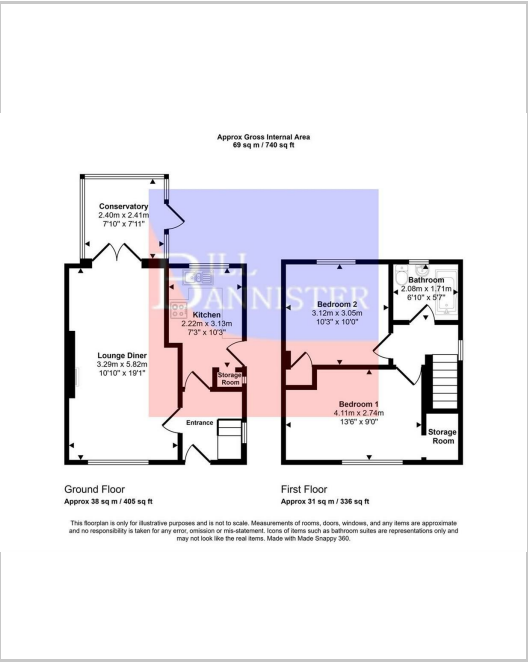 Approx Gross Internal Area
69 sq m / 740 sq ft
Conservatory
2.40m x 2.41m
7'10" x 7'11"
BILL
BANNISTER
Kitchen
2.22m x 3.13m
7'3" x 10'3"
Lounge Diner
3.29m x 5.82m
10'10" x 19'1"
Storage
Room
Entrance
Bathroom
2.08m x 1.71m
6'10" x 5'7"
Bedroom 2
3.12m x 3.05m
10'3" x 10'0"
Bedroom 1
4.11m x 2.74m
13'6" x 9'0"
Storage
Room
Ground Floor
Approx 38 sq m / 405 sq ft
First Floor
Approx 31 sq m / 336 sq ft
This floorplan is only for illustrative purposes and is not to scale. Measurements of rooms, doors, windows, and any items are approximate
and no responsibility is taken for any error, omission or mis-statement. Icons of items such as bathroom suites are representations only and
may not look like the real items. Made with Made Snappy 360.